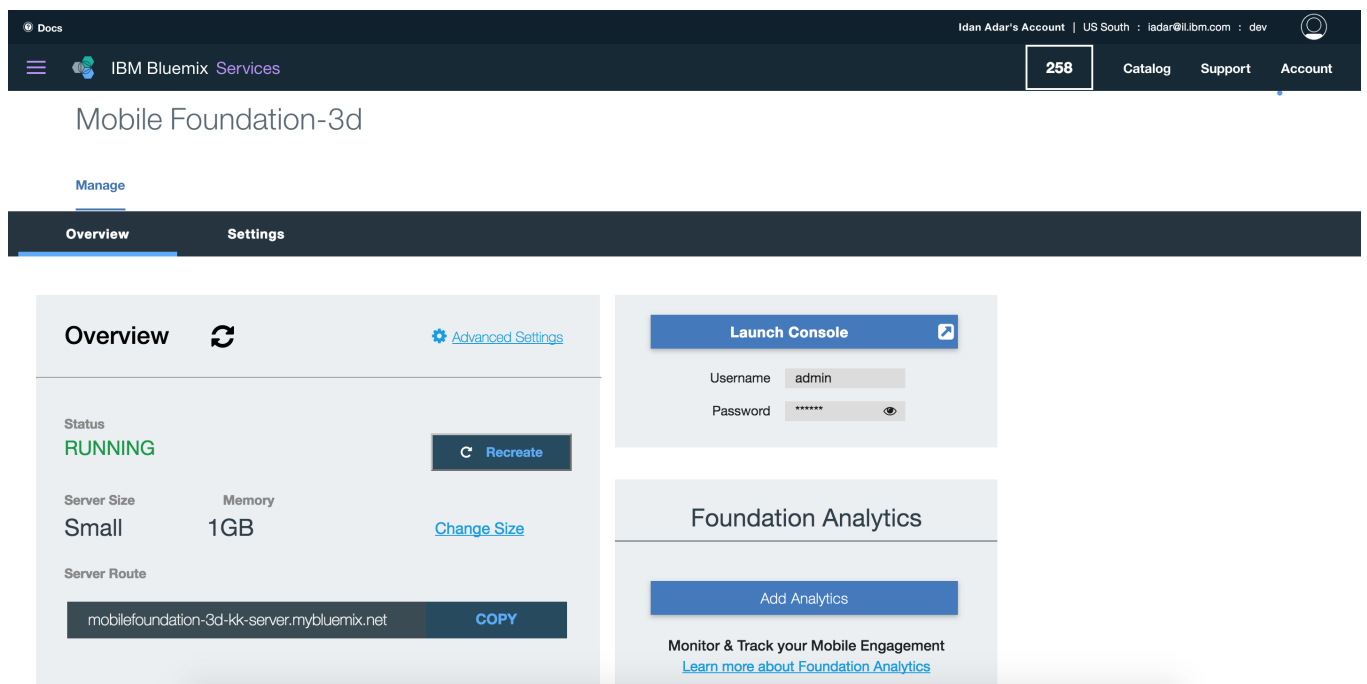 Docs
Idan Adar's Account | US South : iadar@il.ibm.com : dev
IBM Bluemix Services
258 Catalog Support Account
Mobile Foundation-3d
Manage
Overview Settings
Overview
Advanced Settings
Status
RUNNING
Recreate
Server Size Memory
Small 1GB
Change Size
Server Route
mobilefoundation-3d-kk-server.mybluemix.net COPY
Launch Console
Username admin
Password ******
Foundation Analytics
Add Analytics
Monitor & Track your Mobile Engagement
Learn more about Foundation Analytics